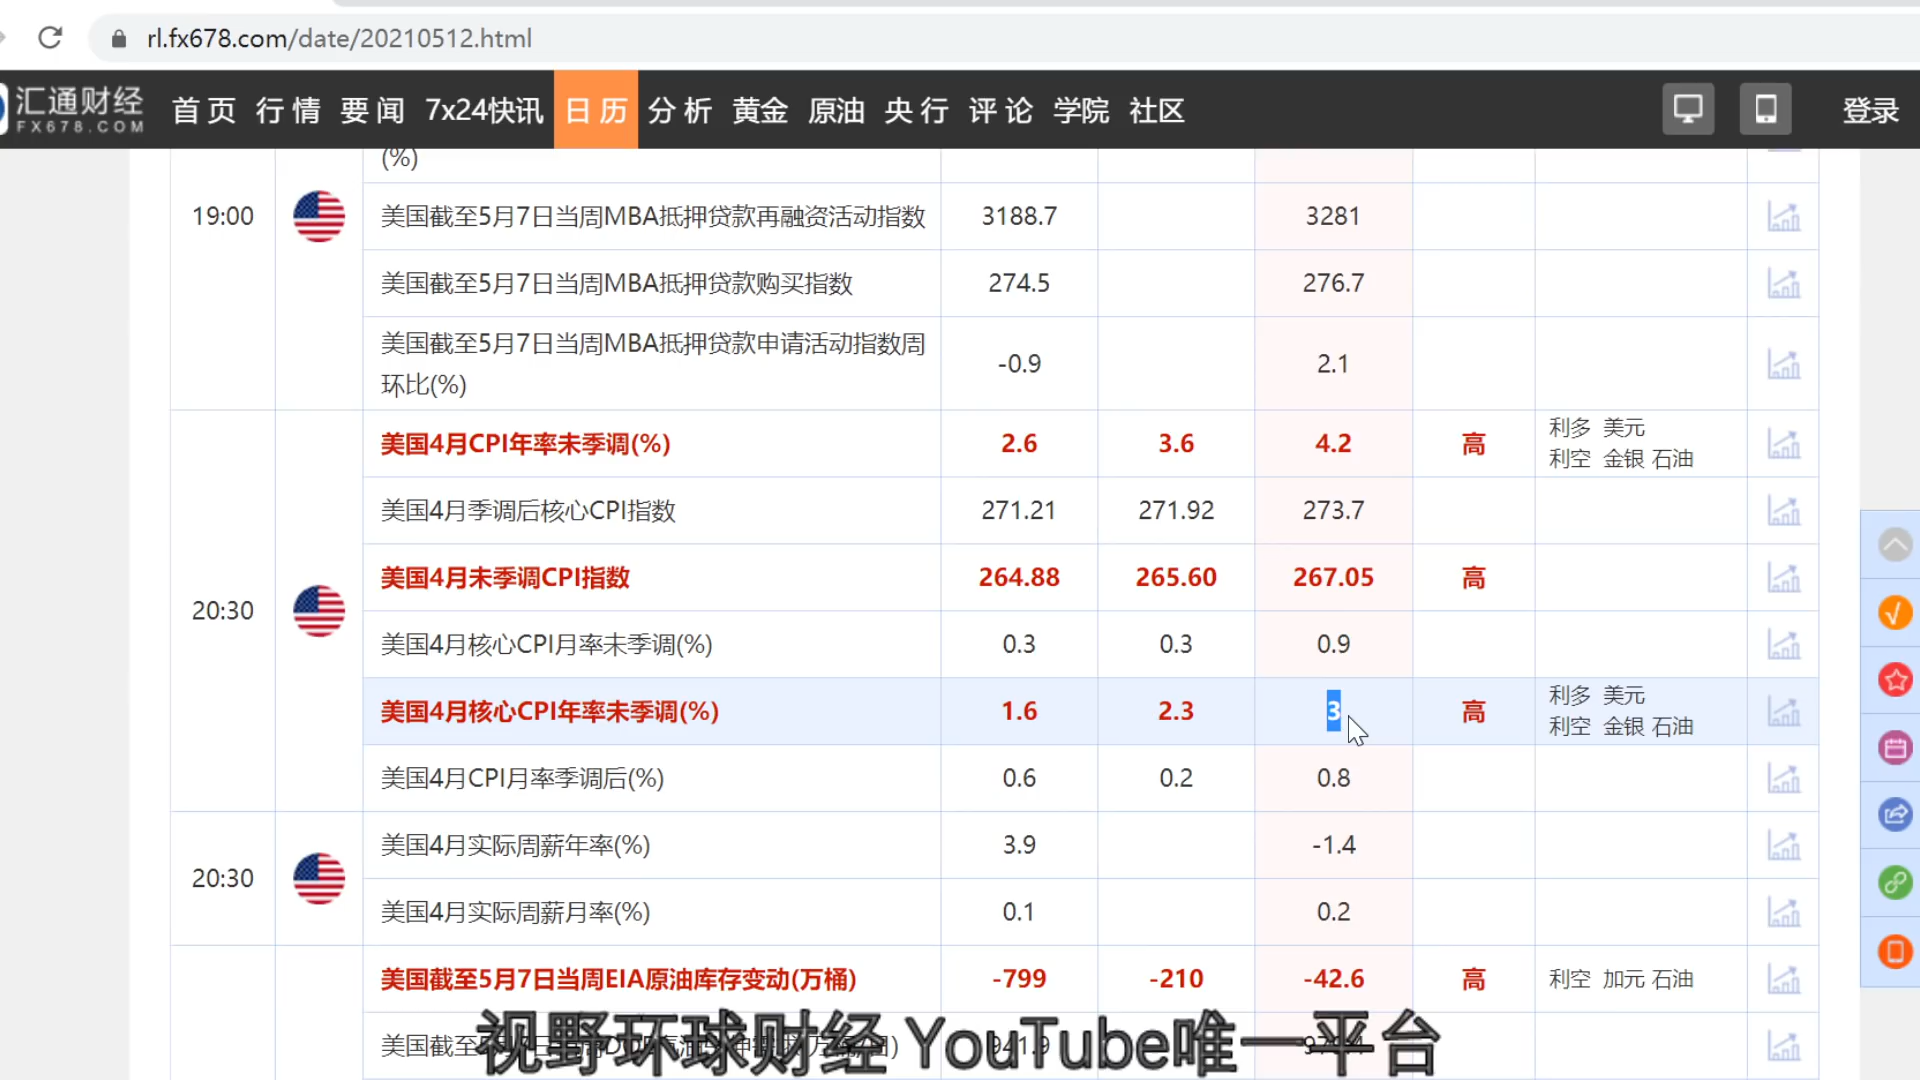 rl.fx678.com/date/20210512.html
汇通财经
FX678.COM
首页 行情 要闻 7x24快讯 日历 分析 黄金 原油 央行 评论 学院 社区 登录
(%)
19:00
美国截至5月7日当周MBA抵押贷款再融资活动指数 3188.7 3281
美国截至5月7日当周MBA抵押贷款购买指数 274.5 276.7
美国截至5月7日当周MBA抵押贷款申请活动指数周
环比(%) -0.9 2.1
20:30
美国4月CPI年率未季调(%) 2.6 3.6 4.2 高 利多 美元
利空 金银 石油
美国4月季调后核心CPI指数 271.21 271.92 273.7
美国4月未季调CPI指数 264.88 265.60 267.05 高
美国4月核心CPI月率未季调(%) 0.3 0.3 0.9
美国4月核心CPI年率未季调(%) 1.6 2.3 3 高 利多 美元
利空 金银 石油
美国4月CPI月率季调后(%) 0.6 0.2 0.8
20:30
美国4月实际周薪年率(%) 3.9 -1.4
美国4月实际周薪月率(%) 0.1 0.2
美国截至5月7日当周EIA原油库存变动(万桶) -799 -210 -42.6 高 利空 加元 石油
美国截至
视野环球财经 YouTube唯一平台